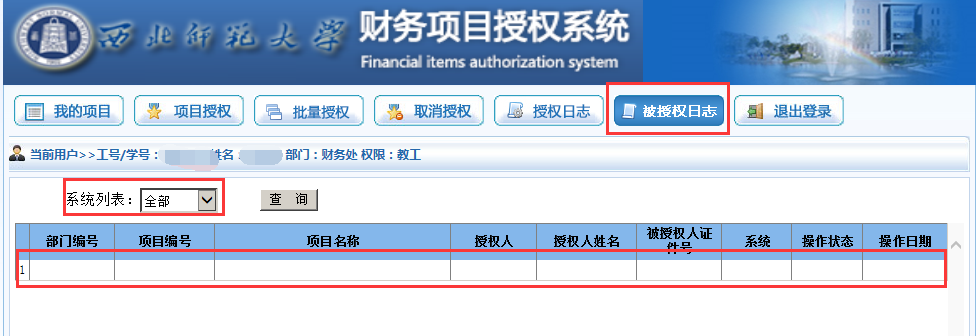 西北师范大学 财务项目授权系统
Financial items authorization system
我的项目 项目授权 批量授权 取消授权 授权日志 被授权日志 退出登录
当前用户>>工号/学号： 姓名： 部门：财务处 权限：教工
系统列表： 全部 查 询
部门编号 项目编号 项目名称 授权人 授权人姓名 被授权人证件号 系统 操作状态 操作日期
1